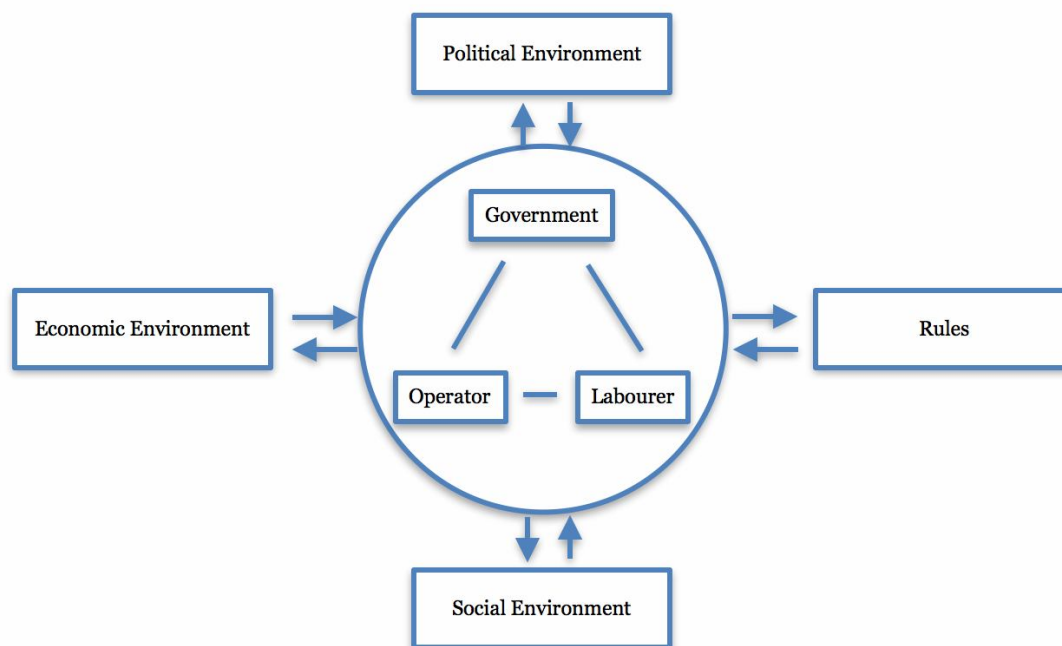 Political Environment
Government
Economic Environment
Rules
Operator
Labourer
Social Environment